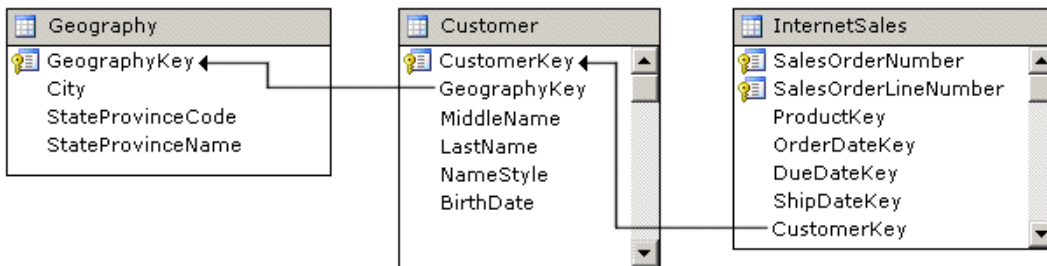 Geography
GeographyKey
City
StateProvinceCode
StateProvinceName
Customer
CustomerKey
GeographyKey
MiddleName
LastName
NameStyle
BirthDate
InternetSales
SalesOrderNumber
SalesOrderLineNumber
ProductKey
OrderDateKey
DueDateKey
ShipDateKey
CustomerKey